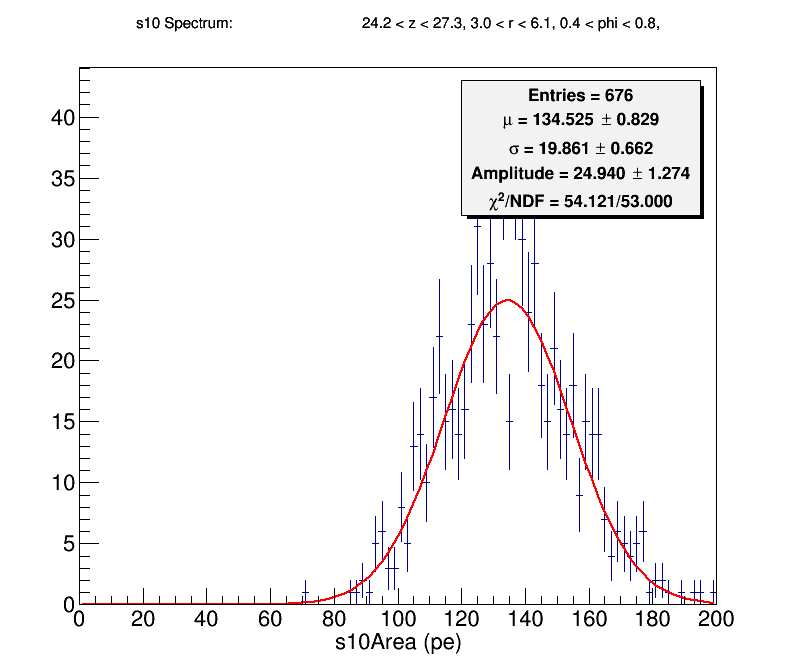 s10 Spectrum: 24.2 < z < 27.3, 3.0 < r < 6.1, 0.4 < phi < 0.8,
Entries = 676
μ = 134.525 ± 0.829
σ = 19.861 ± 0.662
Amplitude = 24.940 ± 1.274
χ²/NDF = 54.121/53.000
40
35
30
25
20
15
10
5
0
0 20 40 60 80 100 120 140 160 180 200
s10Area (pe)